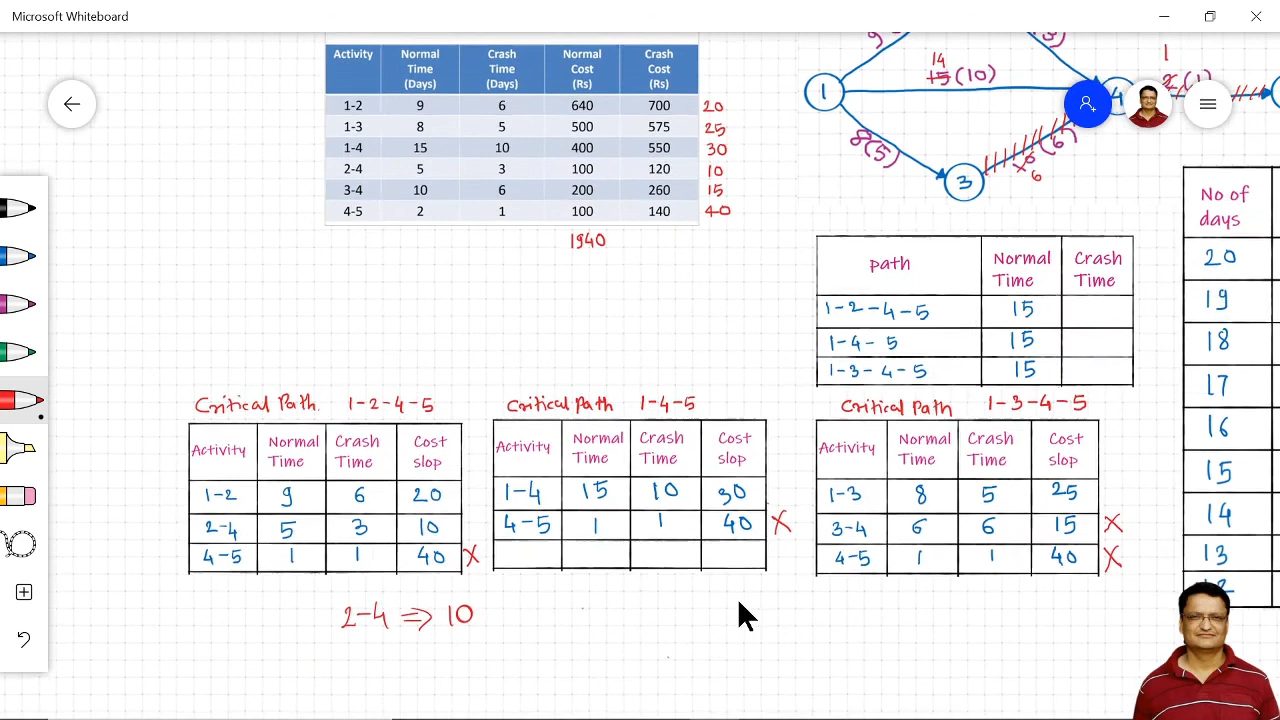 Microsoft Whiteboard
Activity Normal Time (Days) Crash Time (Days) Normal Cost (Rs) Crash Cost (Rs)
1-2 9 6 640 700 20
1-3 8 5 500 575 25
1-4 15 10 400 550 30
2-4 5 3 100 120 10
3-4 10 6 200 260 15
4-5 2 1 100 140 40
1940
1
14
15 (10)
1
2 (1)
4
8(5)
3
(6)
6
Path Normal Time Crash Time
1-2-4-5 15
1-4-5 15
1-3-4-5 15
No of days
20
19
18
17
16
15
14
13
12
Critical Path. 1-2-4-5
Activity Normal Time Crash Time Cost slop
1-2 9 6 20
2-4 5 3 10
4-5 1 1 40 X
Critical Path 1-4-5
Activity Normal Time Crash Time Cost slop
1-4 15 10 30
4-5 1 1 40 X
Critical Path 1-3-4-5
Activity Normal Time Crash Time Cost slop
1-3 8 5 25
3-4 6 6 15 X
4-5 1 1 40 X
2-4 ⇒ 10